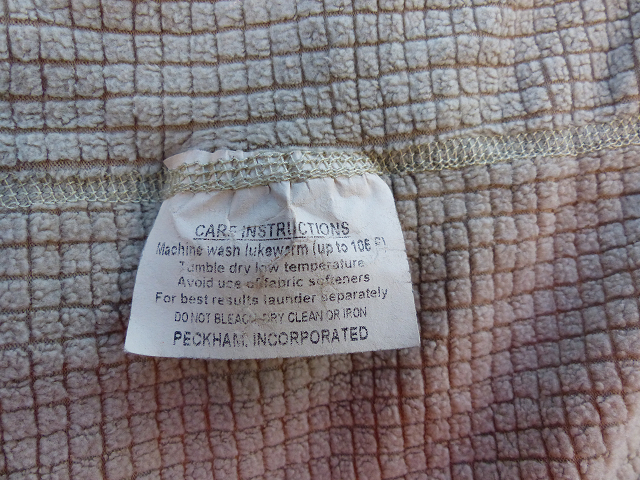 CARE INSTRUCTIONS
Machine wash lukewarm (up to 106 F)
Tumble dry low temperature
Avoid use of fabric softeners
For best results launder separately
DO NOT BLEACH, DRY CLEAN OR IRON
PECKHAM, INCORPORATED